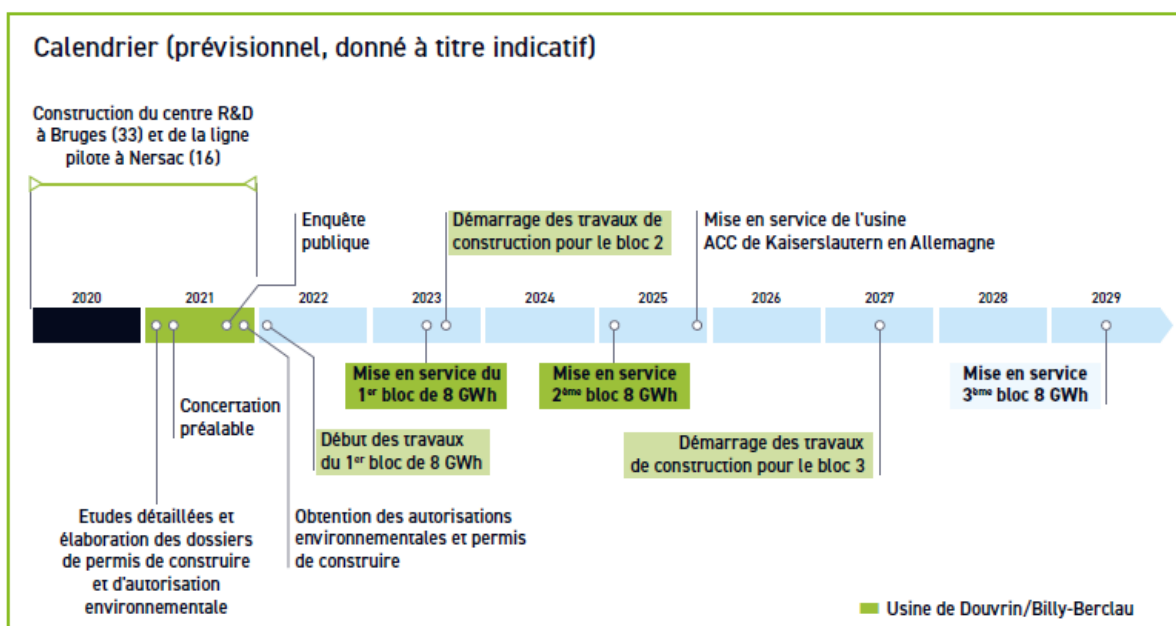 Calendrier (prévisionnel, donné à titre indicatif)
Construction du centre R&D
à Bruges (33) et de la ligne
pilote à Nersac (16)
Enquête
publique
Démarrage des travaux de
construction pour le bloc 2
Mise en service de l'usine
ACC de Kaiserslautern en Allemagne
2020
2021
2022
2023
2024
2025
2026
2027
2028
2029
Mise en service du
1er bloc de 8 GWh
Mise en service
2ème bloc 8 GWh
Mise en service
3ème bloc 8 GWh
Concertation
préalable
Début des travaux
du 1er bloc de 8 GWh
Démarrage des travaux
de construction pour le bloc 3
Etudes détaillées et
élaboration des dossiers
de permis de construire
et d'autorisation
environnementale
Obtention des autorisations
environnementales et permis
de construire
Usine de Douvrin/Billy-Berclau